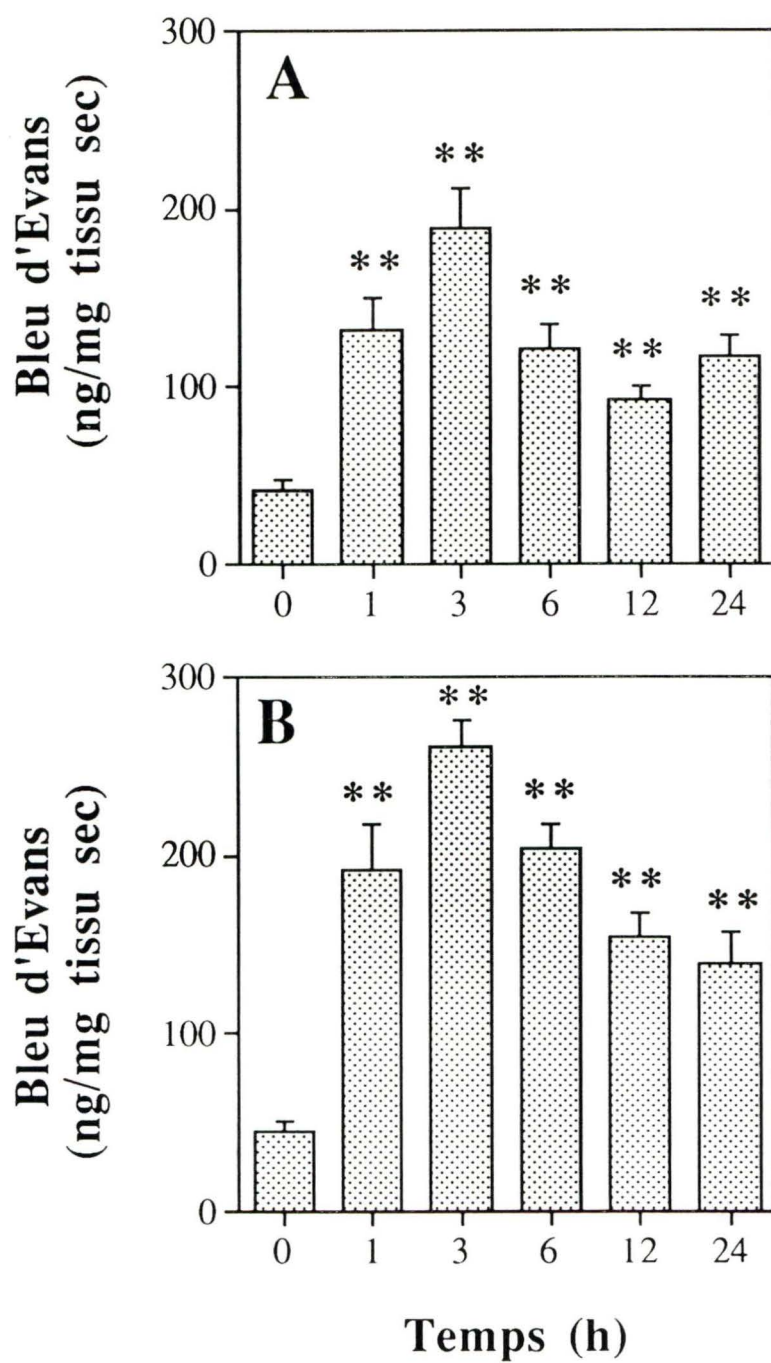 Bleu d'Evans
(ng/mg tissu sec)
300
200
100
0
A
**
**
**
**
**
0 1 3 6 12 24
Bleu d'Evans
(ng/mg tissu sec)
300
200
100
0
B
**
**
**
**
**
0 1 3 6 12 24
Temps (h)